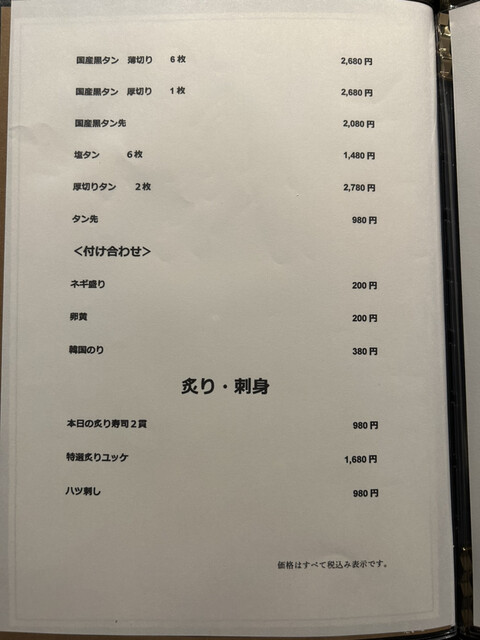 国産黒タン 薄切り 6枚 2,680円
国産黒タン 厚切り 1枚 2,680円
国産黒タン先 2,080円
塩タン 6枚 1,480円
厚切りタン 2枚 2,780円
タン先 980円
＜付け合わせ＞
ネギ盛り 200円
卵黄 200円
韓国のり 380円
炙り・刺身
本日の炙り寿司２貫 980円
特選炙りユッケ 1,680円
ハツ刺し 980円
価格はすべて税込み表示です。